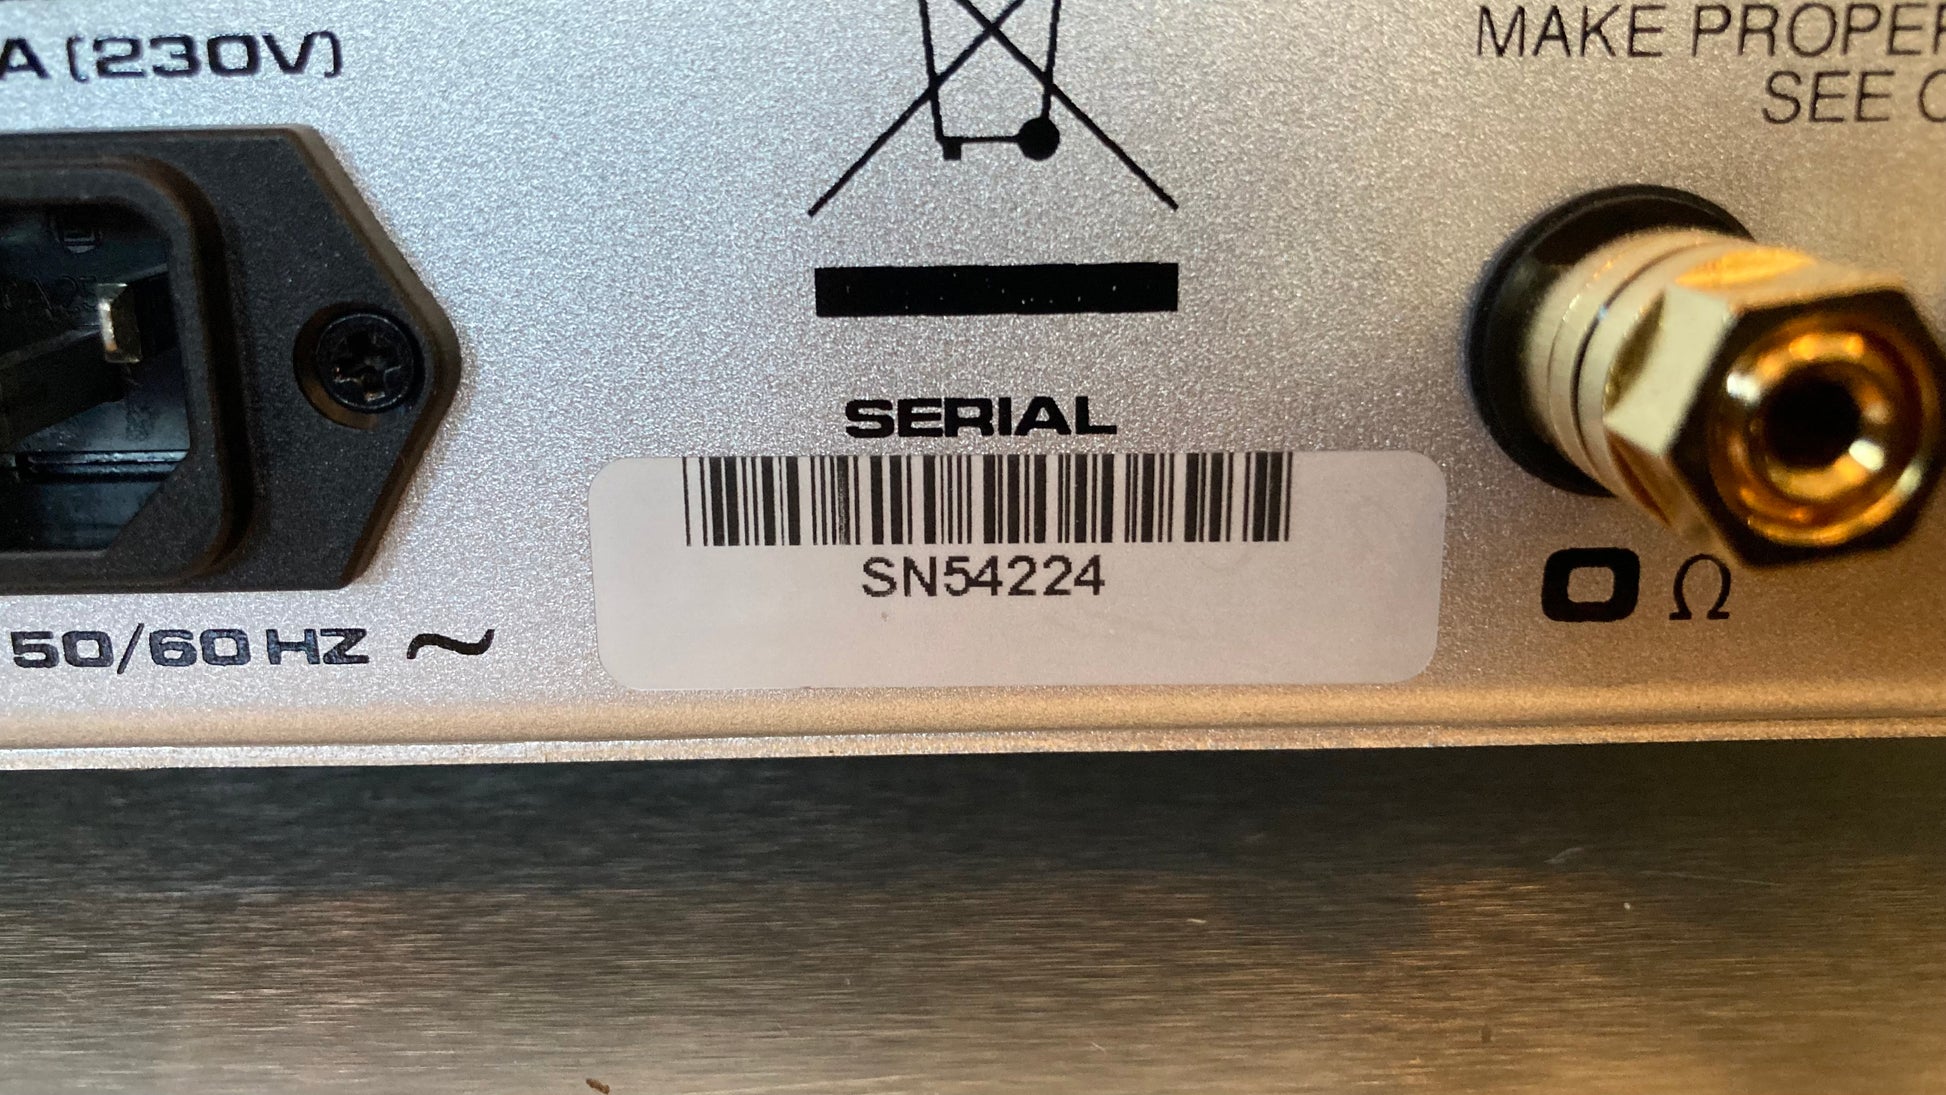 A (230V)
MAKE PROPER
SEE
SERIAL
SN54224
0 Ω
50/60 HZ ~